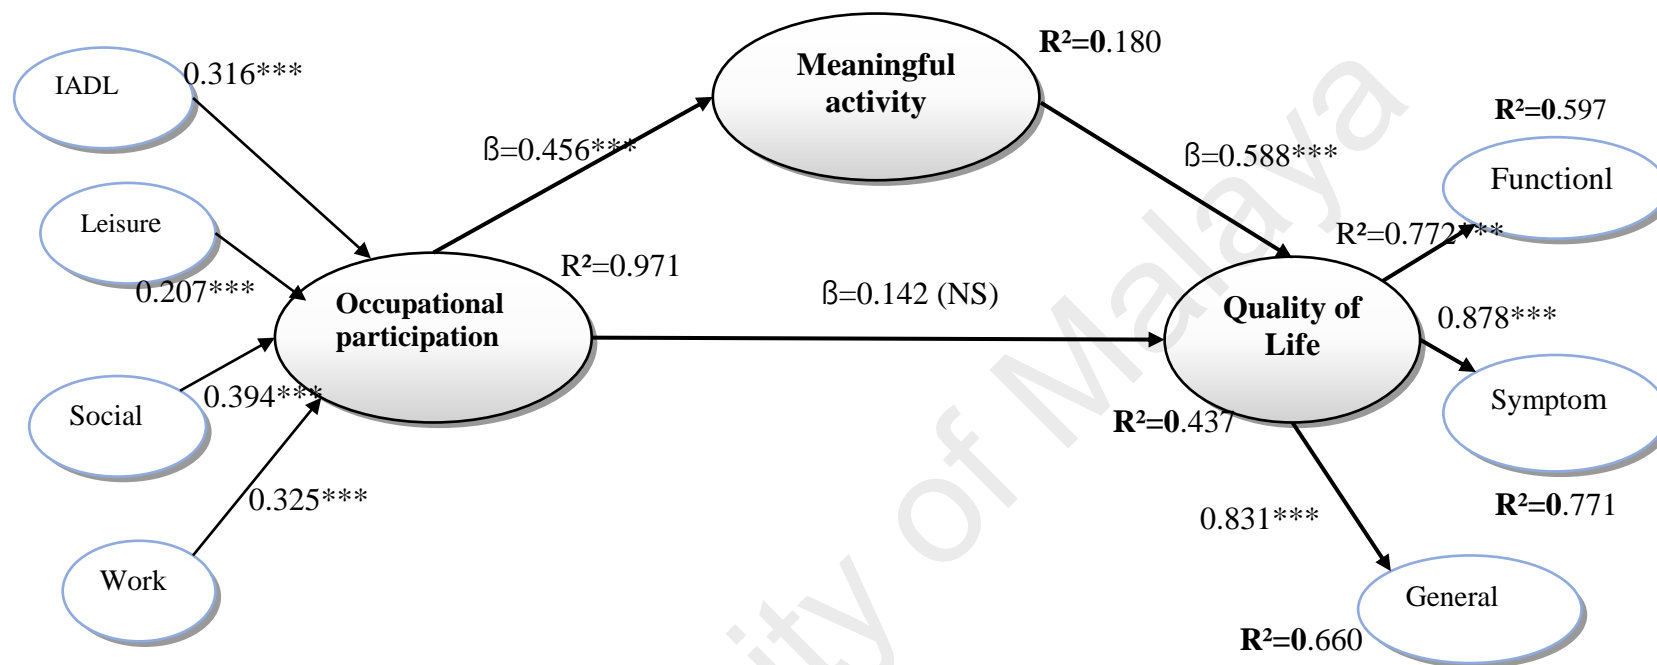 R²=0.180
Meaningful
activity
IADL
0.316***
R²=0.597
ß=0.456***
ß=0.588***
Functionl
Leisure
R²=0.772***
0.207***
R²=0.971
Occupational
participation
ß=0.142 (NS)
Quality of
Life
0.878***
Social
0.394***
R²=0.437
Symptom
0.325***
0.831***
R²=0.771
Work
General
R²=0.660
ity of Malaya